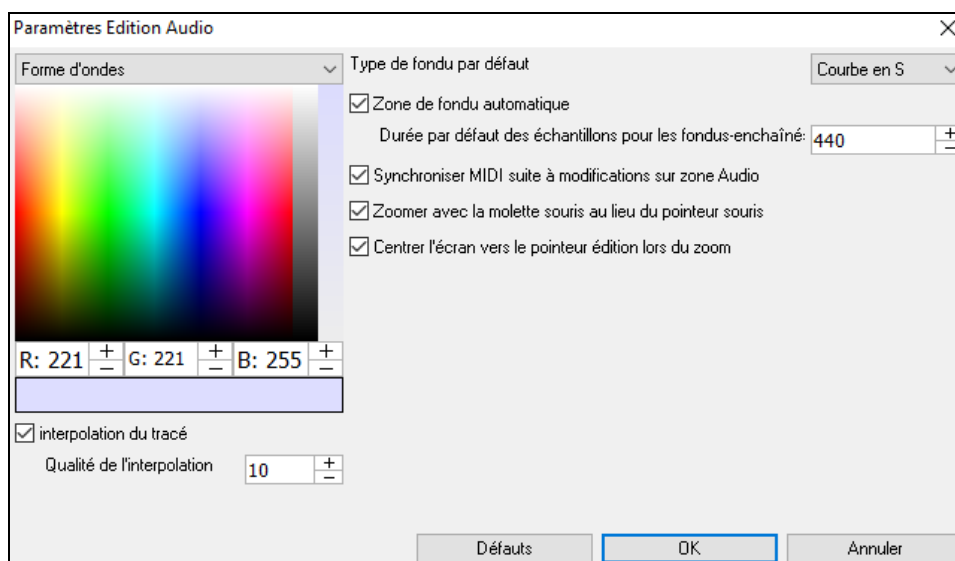 Paramètres Edition Audio
Forme d'ondes
Type de fondu par défaut
Courbe en S
Zone de fondu automatique
Durée par défaut des échantillons pour les fondus-enchaîné:
440
Synchroniser MIDI suite à modifications sur zone Audio
Zoomer avec la molette souris au lieu du pointeur souris
Centrer l'écran vers le pointeur édition lors du zoom
R: 221 G: 221 B: 255
interpolation du tracé
Qualité de l'interpolation 10
Défauts OK Annuler